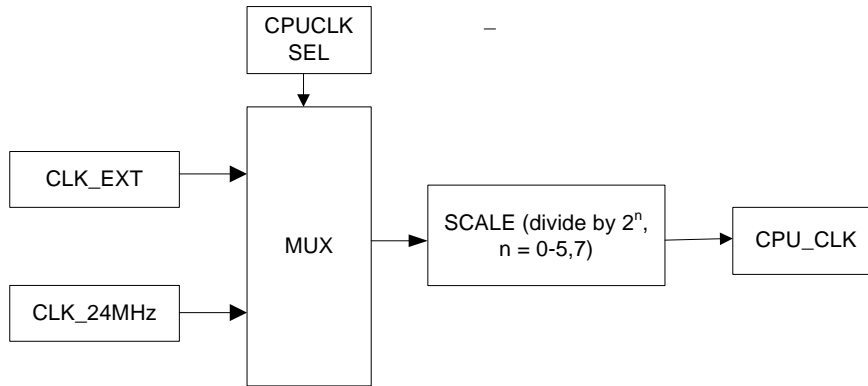 CPUCLK
SEL
CLK_EXT
MUX
SCALE (divide by 2ⁿ,
n = 0-5,7)
CPU_CLK
CLK_24MHz